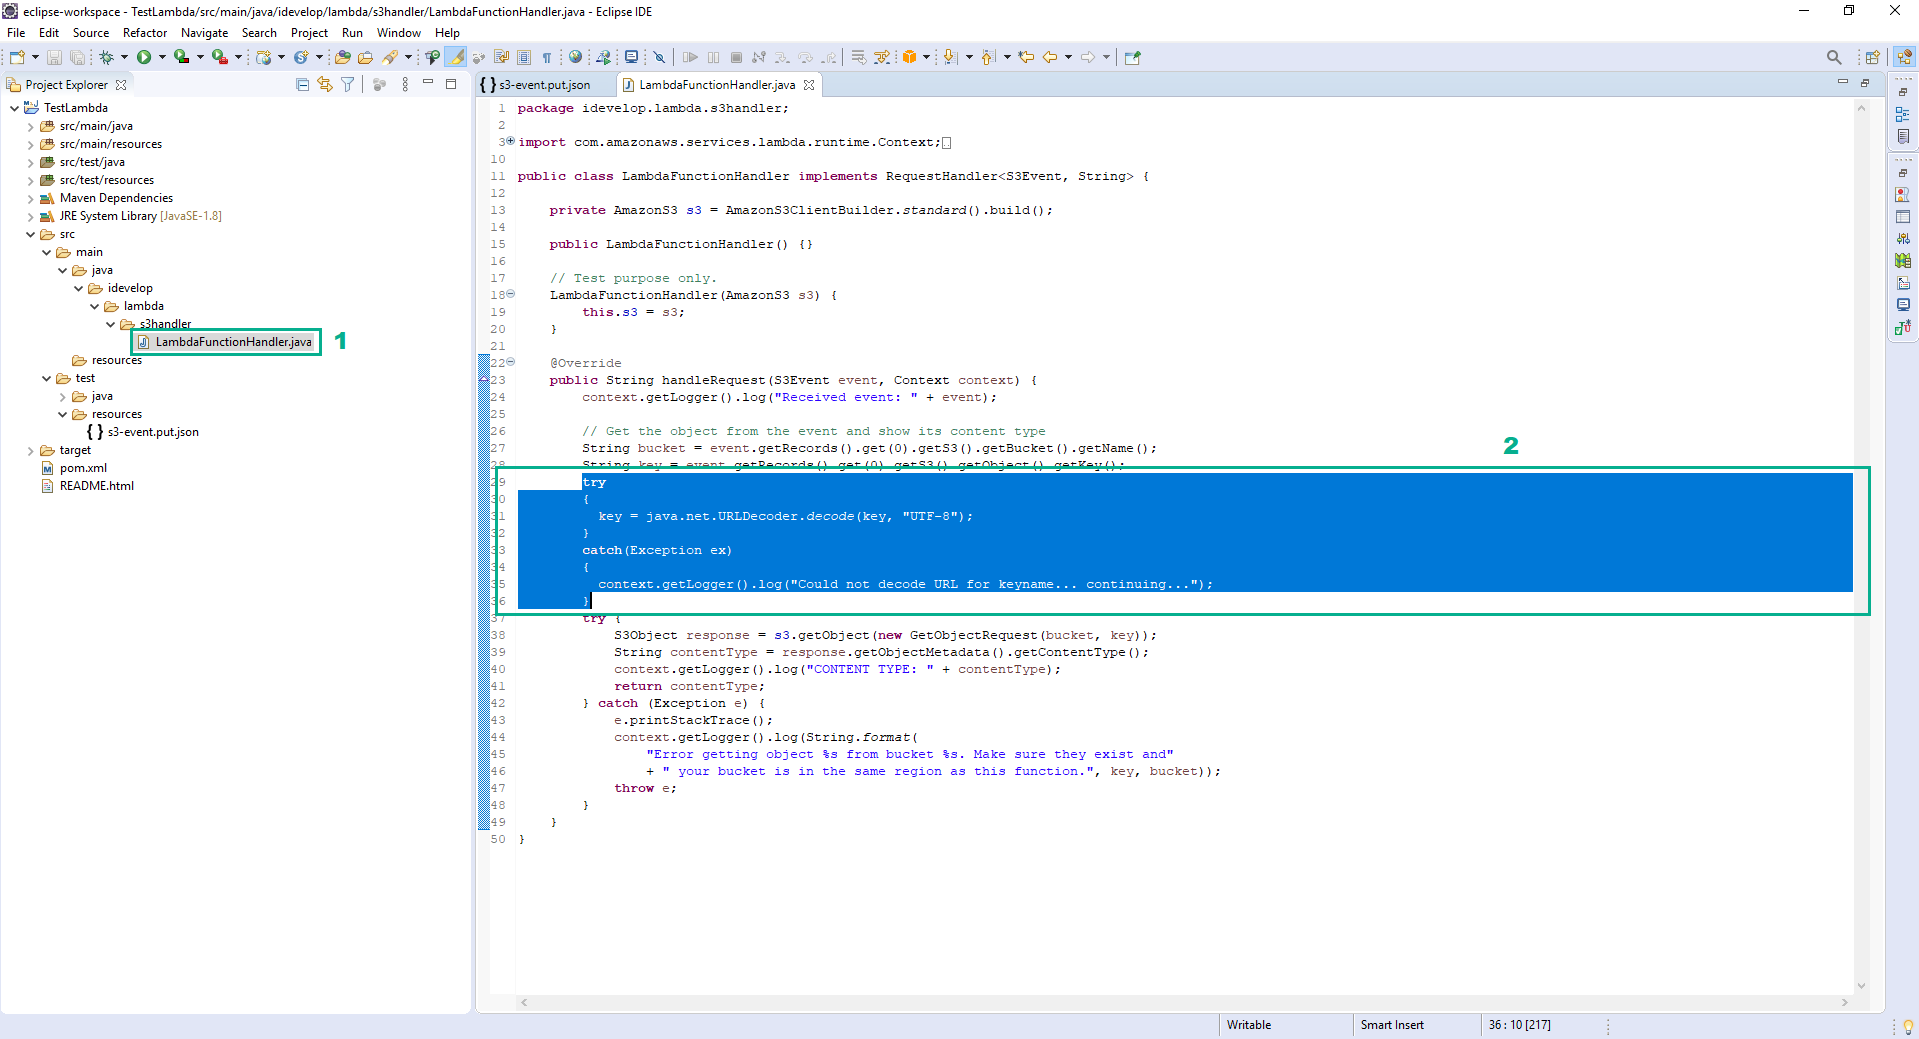 eclipse-workspace - TestLambda/src/main/java/idevelop/lambda/s3handler/LambdaFunctionHandler.java - Eclipse IDE
File Edit Source Refactor Navigate Search Project Run Window Help
Project Explorer
TestLambda
src/main/java
src/main/resources
src/test/java
src/test/resources
Maven Dependencies
JRE System Library [JavaSE-1.8]
src
main
java
idevelop
lambda
s3handler
LambdaFunctionHandler.java 1
resources
test
java
resources
{ } s3-event.put.json
target
pom.xml
README.html
{ } s3-event.put.json LambdaFunctionHandler.java
1 package idevelop.lambda.s3handler;
2
3 import com.amazonaws.services.lambda.runtime.Context;
10
11 public class LambdaFunctionHandler implements RequestHandler<S3Event, String> {
12
13 private AmazonS3 s3 = AmazonS3ClientBuilder.standard().build();
14
15 public LambdaFunctionHandler() {}
16
17 // Test purpose only.
18 LambdaFunctionHandler(AmazonS3 s3) {
19 this.s3 = s3;
20 }
21
22 @Override
23 public String handleRequest(S3Event event, Context context) {
24 context.getLogger().log("Received event: " + event);
25
26 // Get the object from the event and show its content type
27 String bucket = event.getRecords().get(0).getS3().getBucket().getName();
28 String key = event.getRecords().get(0).getS3().getObject().getKey();
2
29 try
30 {
31 key = java.net.URLDecoder.decode(key, "UTF-8");
32 }
33 catch(Exception ex)
34 {
35 context.getLogger().log("Could not decode URL for keyname... continuing...");
36 }
37 try {
38 S3Object response = s3.getObject(new GetObjectRequest(bucket, key));
39 String contentType = response.getObjectMetadata().getContentType();
40 context.getLogger().log("CONTENT TYPE: " + contentType);
41 return contentType;
42 } catch (Exception e) {
43 e.printStackTrace();
44 context.getLogger().log(String.format(
45 "Error getting object %s from bucket %s. Make sure they exist and"
46 + " your bucket is in the same region as this function.", key, bucket));
47 throw e;
48 }
49 }
50 }
Writable Smart Insert 36 : 10 [217]